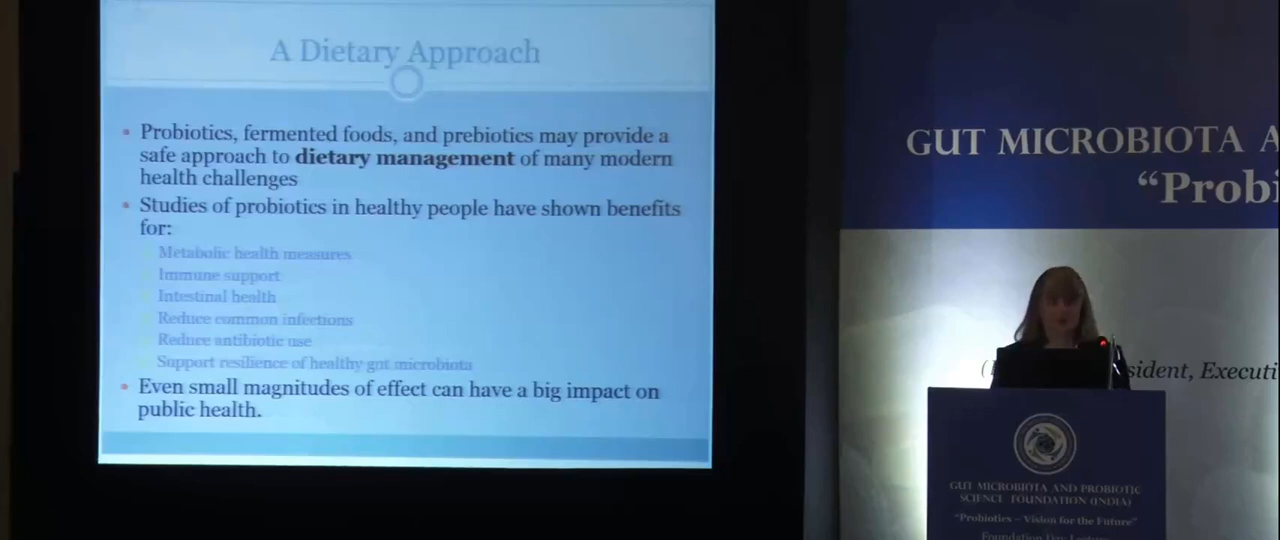 A Dietary Approach
Probiotics, fermented foods, and prebiotics may provide a
safe approach to dietary management of many modern
health challenges
Studies of probiotics in healthy people have shown benefits
for:
Metabolic health measures
Immune support
Intestinal health
Reduce common infections
Reduce antibiotic use
Support resilience of healthy gut microbiota
Even small magnitudes of effect can have a big impact on
public health.
GUT MICROBIOTA A
“Probi
sident, Executi
GUT MICROBIOTA AND PROBIOTIC
SCIENCE FOUNDATION (INDIA)
“Probiotics – Vision for the Future”
Foundation Day Lecture